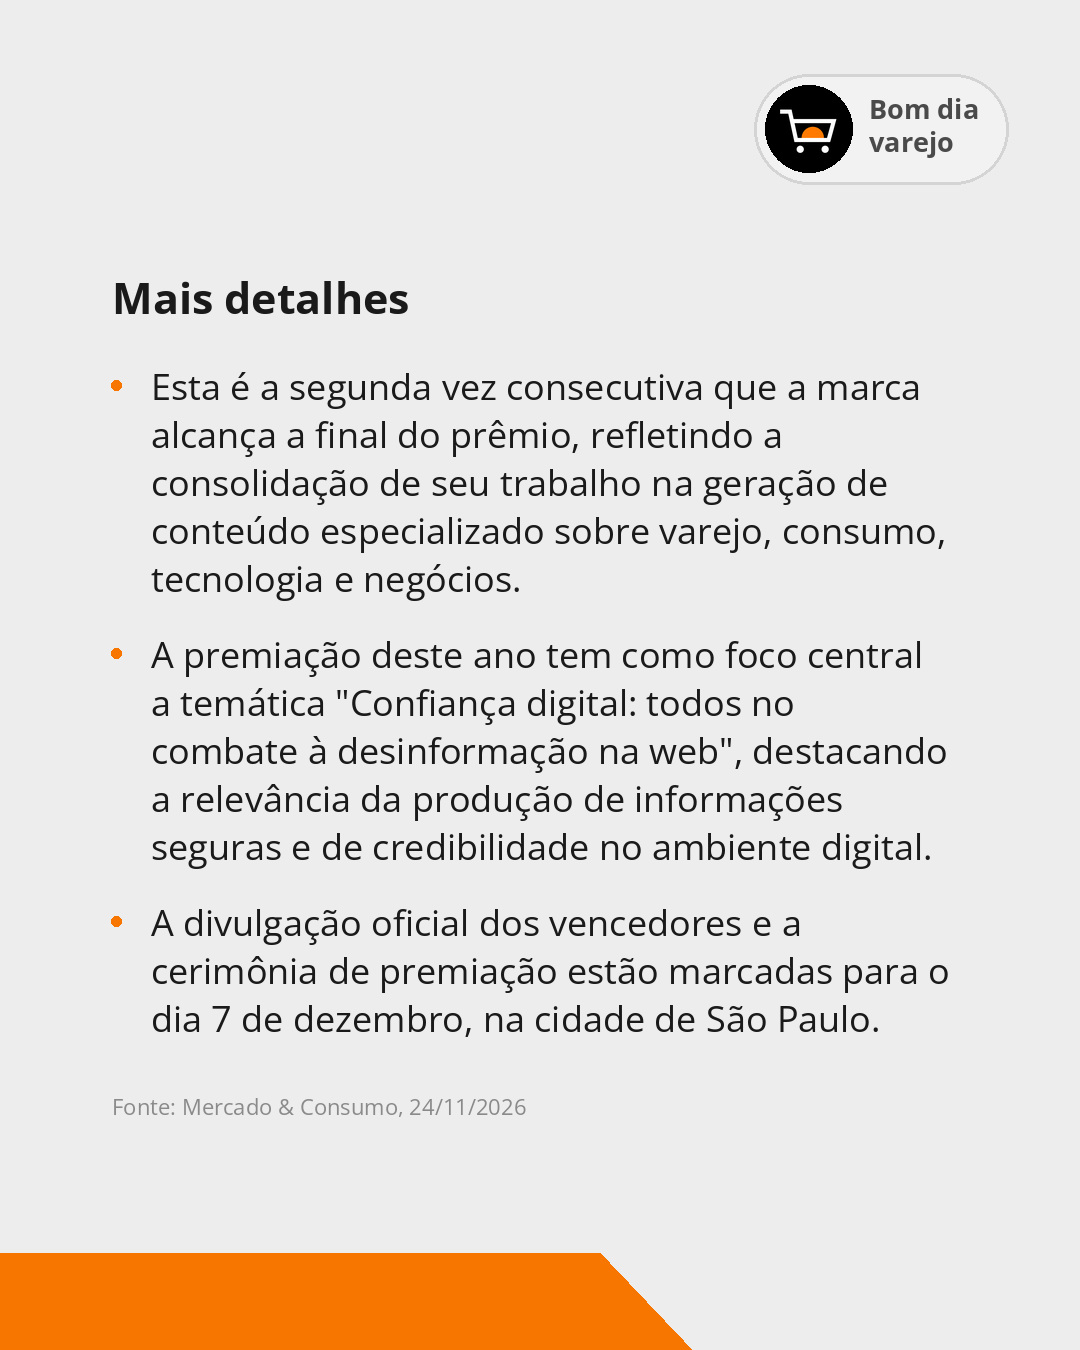 Bom dia
varejo
Mais detalhes
• Esta é a segunda vez consecutiva que a marca
alcança a final do prêmio, refletindo a
consolidação de seu trabalho na geração de
conteúdo especializado sobre varejo, consumo,
tecnologia e negócios.
• A premiação deste ano tem como foco central
a temática "Confiança digital: todos no
combate à desinformação na web", destacando
a relevância da produção de informações
seguras e de credibilidade no ambiente digital.
• A divulgação oficial dos vencedores e a
cerimônia de premiação estão marcadas para o
dia 7 de dezembro, na cidade de São Paulo.
Fonte: Mercado & Consumo, 24/11/2026